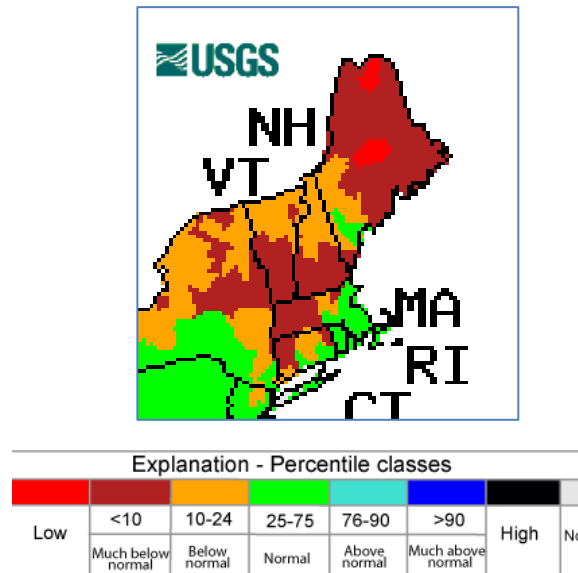 USGS
NH
VT
MA
RI
CT
Explanation - Percentile classes
Low <10 10-24 25-75 76-90 >90 High
Much below normal Below normal Normal Above normal Much above normal